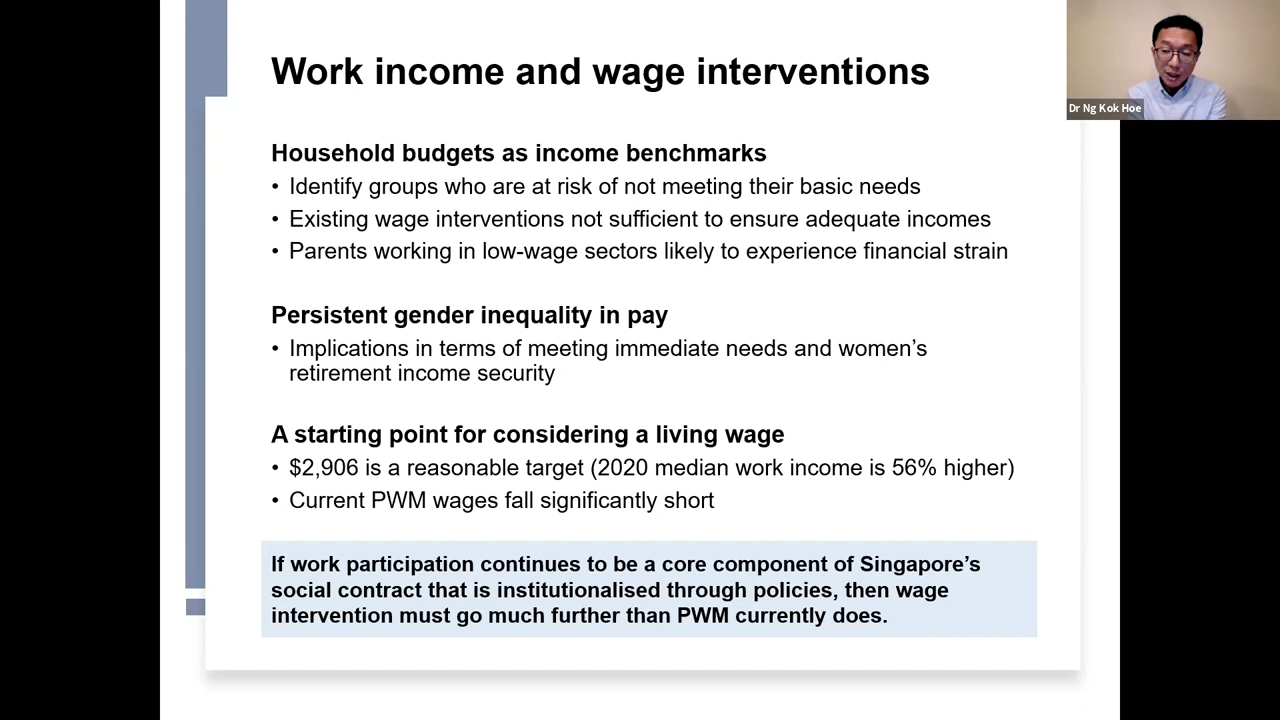 Work income and wage interventions
Dr Ng Kok Hoe
Household budgets as income benchmarks
• Identify groups who are at risk of not meeting their basic needs
• Existing wage interventions not sufficient to ensure adequate incomes
• Parents working in low-wage sectors likely to experience financial strain
Persistent gender inequality in pay
• Implications in terms of meeting immediate needs and women’s
retirement income security
A starting point for considering a living wage
• $2,906 is a reasonable target (2020 median work income is 56% higher)
• Current PWM wages fall significantly short
If work participation continues to be a core component of Singapore’s
social contract that is institutionalised through policies, then wage
intervention must go much further than PWM currently does.